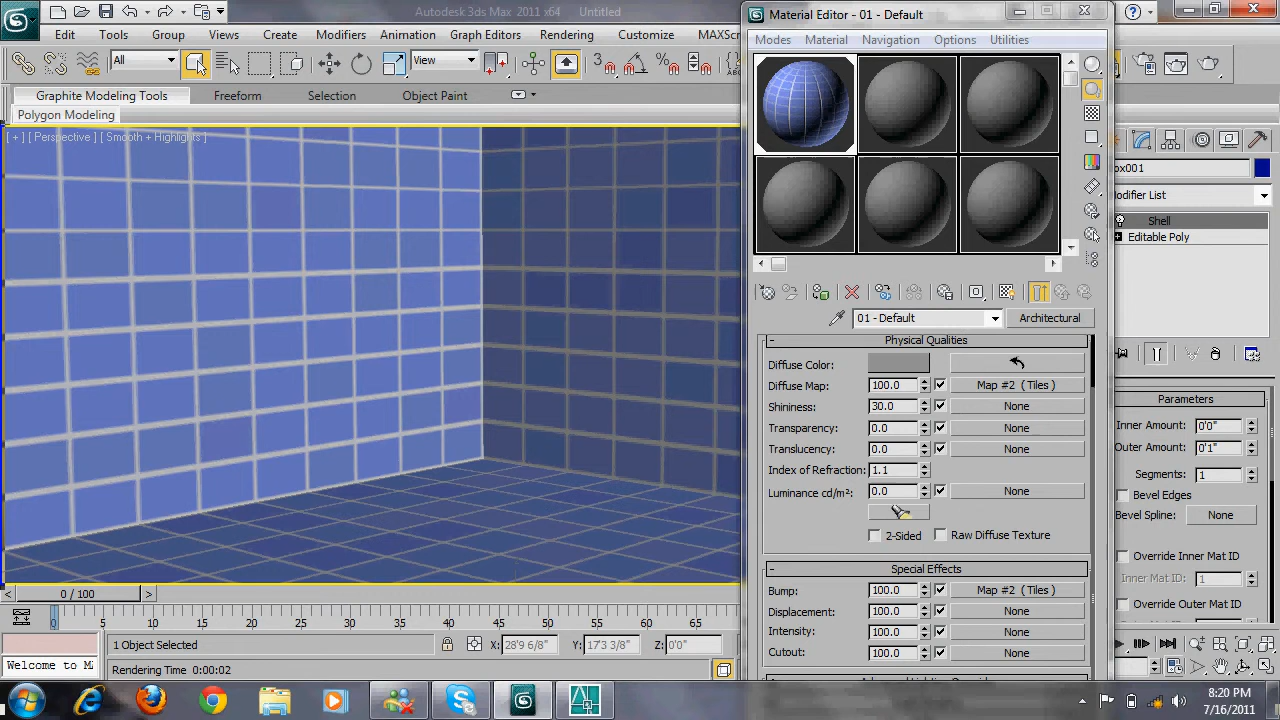 Autodesk 3ds Max 2011 x64 Untitled
Material Editor - 01 - Default
Edit Tools Group Views Create Modifiers Animation Graph Editors Rendering Customize MAXScr
Modes Material Navigation Options Utilities
All
View
Graphite Modeling Tools Freeform Selection Object Paint
Polygon Modeling
[ + ] [ Perspective ] [ Smooth + Highlights ]
ox001
odifier List
Shell
Editable Poly
01 - Default
Architectural
Physical Qualities
Diffuse Color:
Diffuse Map: 100.0 Map #2 ( Tiles )
Shininess: 30.0 None
Transparency: 0.0 None
Translucency: 0.0 None
Index of Refraction: 1.1
Luminance cd/m²: 0.0 None
2-Sided Raw Diffuse Texture
Special Effects
Bump: 100.0 Map #2 ( Tiles )
Displacement: 100.0 None
Intensity: 100.0 None
Cutout: 100.0 None
Parameters
Inner Amount: 0'0"
Outer Amount: 0'1"
Segments: 1
Bevel Edges
Bevel Spline: None
Override Inner Mat ID
Inner Mat ID: 1
Override Outer Mat ID
0 / 100
0 5 10 15 20 25 30 35 40 45 50 55 60 65
1 Object Selected
X: 28'9 6/8" Y: 17'3 3/8" Z: 0'0"
Welcome to M
Rendering Time 0:00:02
8:20 PM
7/16/2011